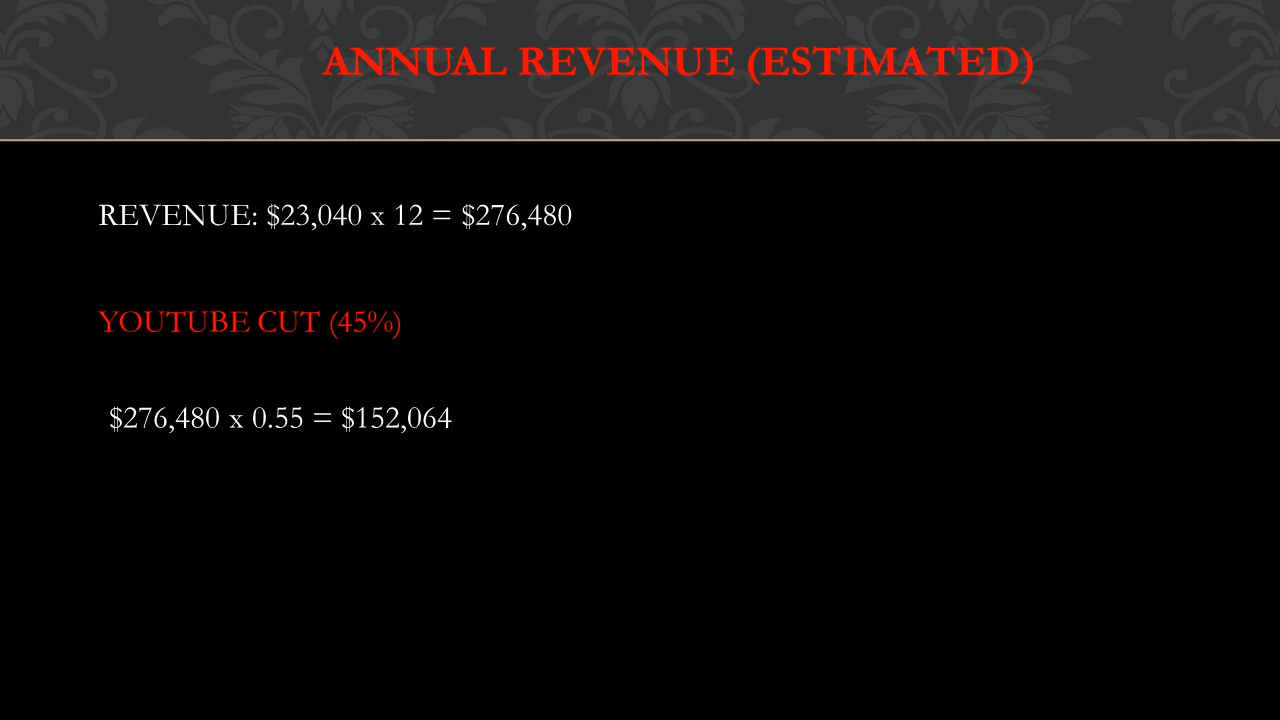 ANNUAL REVENUE (ESTIMATED)
REVENUE: $23,040 x 12 = $276,480
YOUTUBE CUT (45%)
$276,480 x 0.55 = $152,064